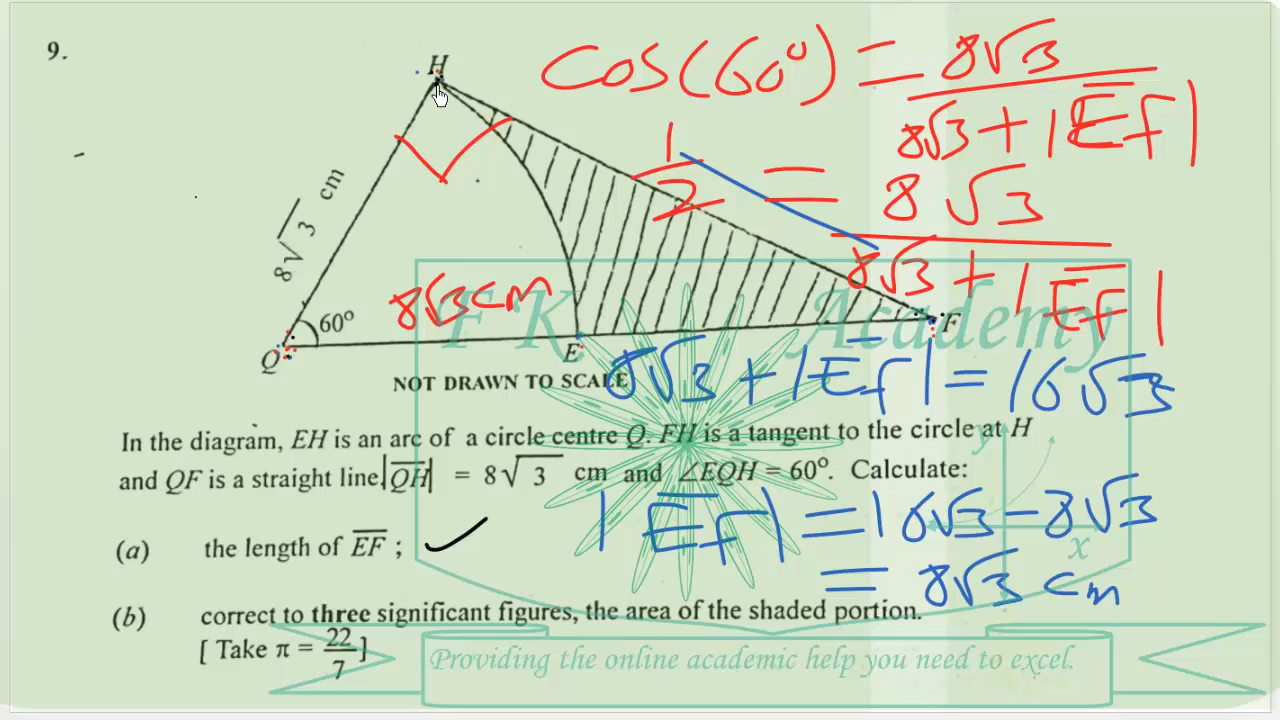 9.
H
cos(60°) = 8√3
8√3 + |EF|
1/2 = 8√3
8√3 + |EF|
8√3 cm
60°
8√3 cm
Q
E
F
FK Academy
NOT DRAWN TO SCALE
8√3 + |EF| = 16√3
In the diagram, EH is an arc of a circle centre Q. FH is a tangent to the circle at H
and QF is a straight line |QH| = 8√3 cm and ∠EQH = 60°. Calculate:
|EF| = 16√3 − 8√3
(a) the length of EF ;
y
x
= 8√3 cm
(b) correct to three significant figures, the area of the shaded portion.
[ Take π = 22/7 ]
Providing the online academic help you need to excel.